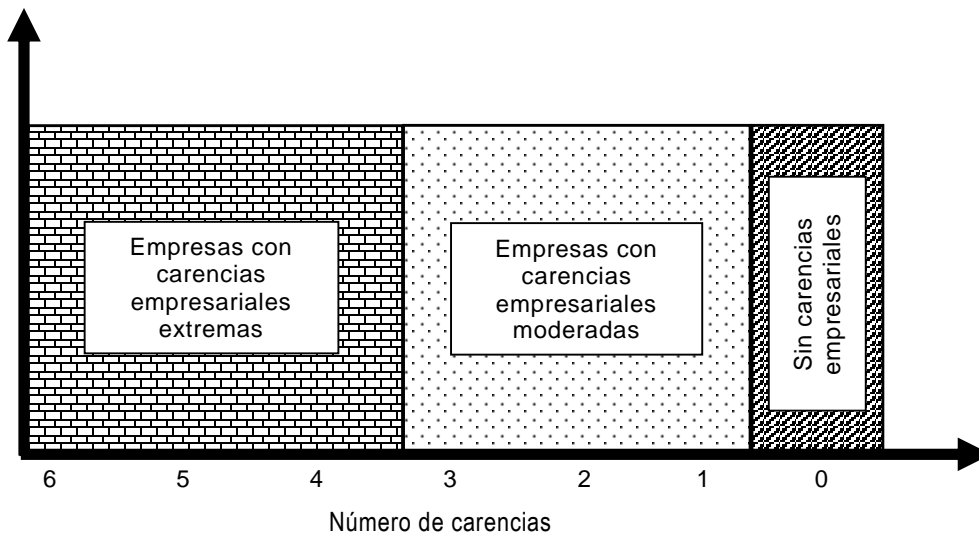 Empresas con
carencias
empresariales
extremas
Empresas con
carencias
empresariales
moderadas
Sin carencias
empresariales
6 5 4 3 2 1 0
Número de carencias